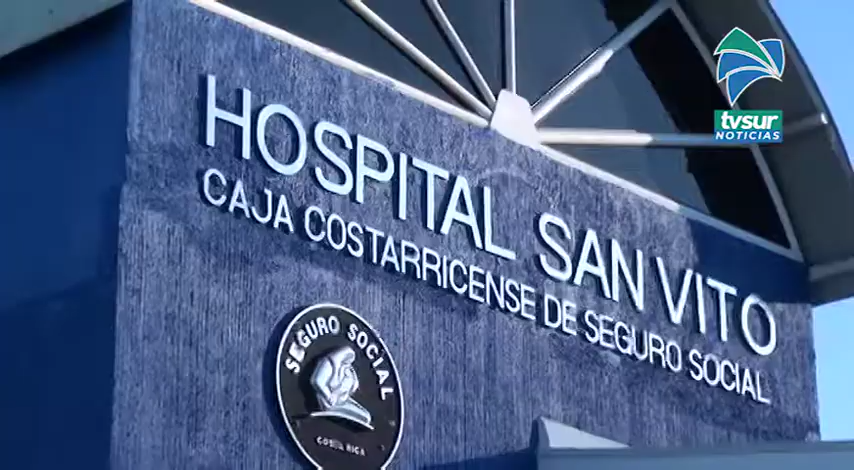 tvsur
NOTICIAS
HOSPITAL SAN VITO
CAJA COSTARRICENSE DE SEGURO SOCIAL
SEGURO SOCIAL
COSTA RICA